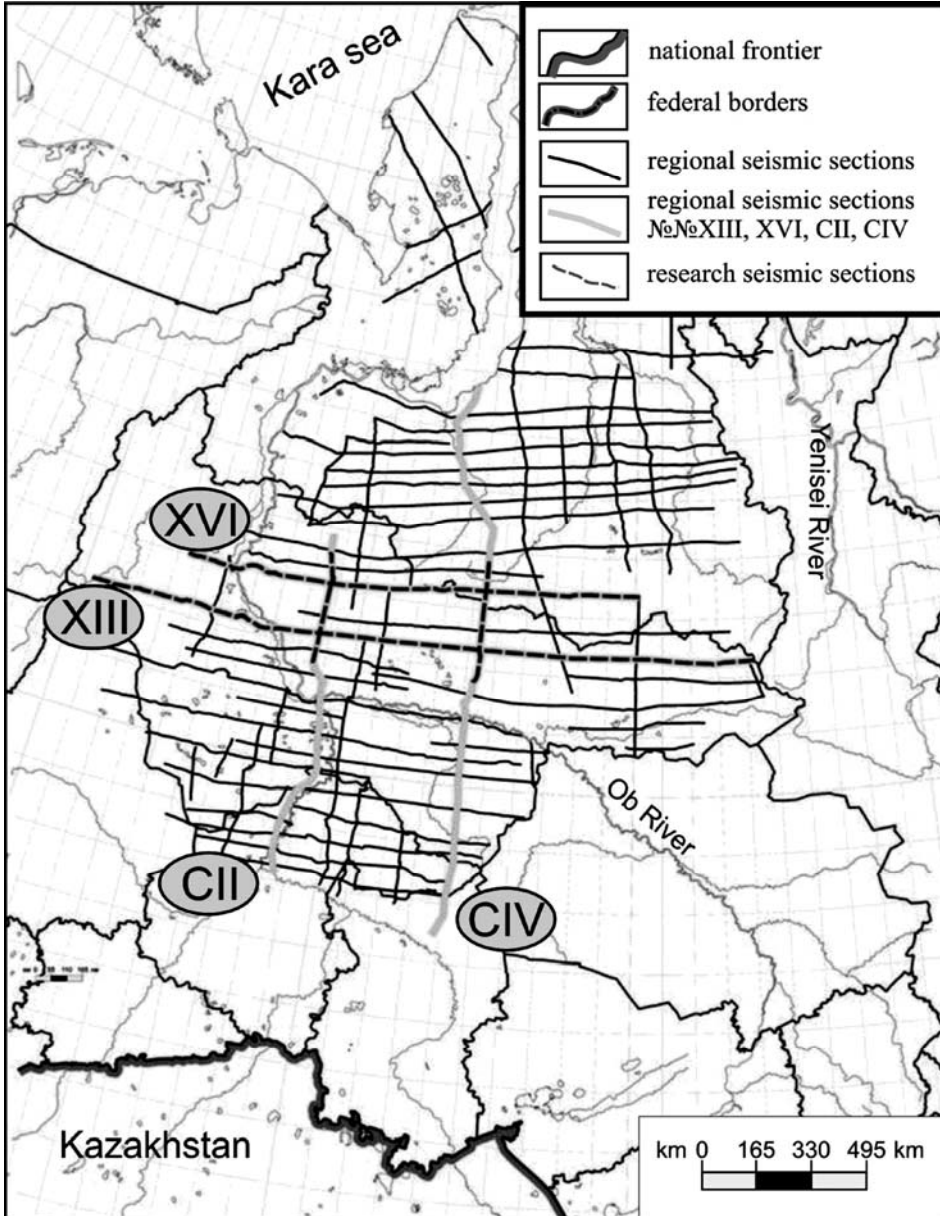 Kara sea
national frontier
federal borders
regional seismic sections
regional seismic sections
№№XIII, XVI, CII, CIV
research seismic sections
Yenisei River
XVI
XIII
Ob River
CII
CIV
Kazakhstan
km 0 165 330 495 km